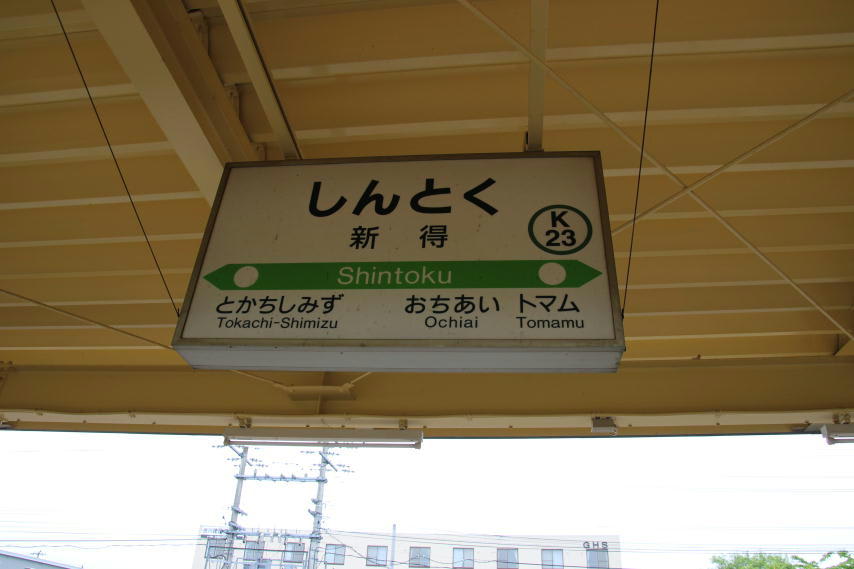 しんとく
新得
K
23
Shintoku
とかちしみず おちあい トマム
Tokachi-Shimizu Ochiai Tomamu
GHS